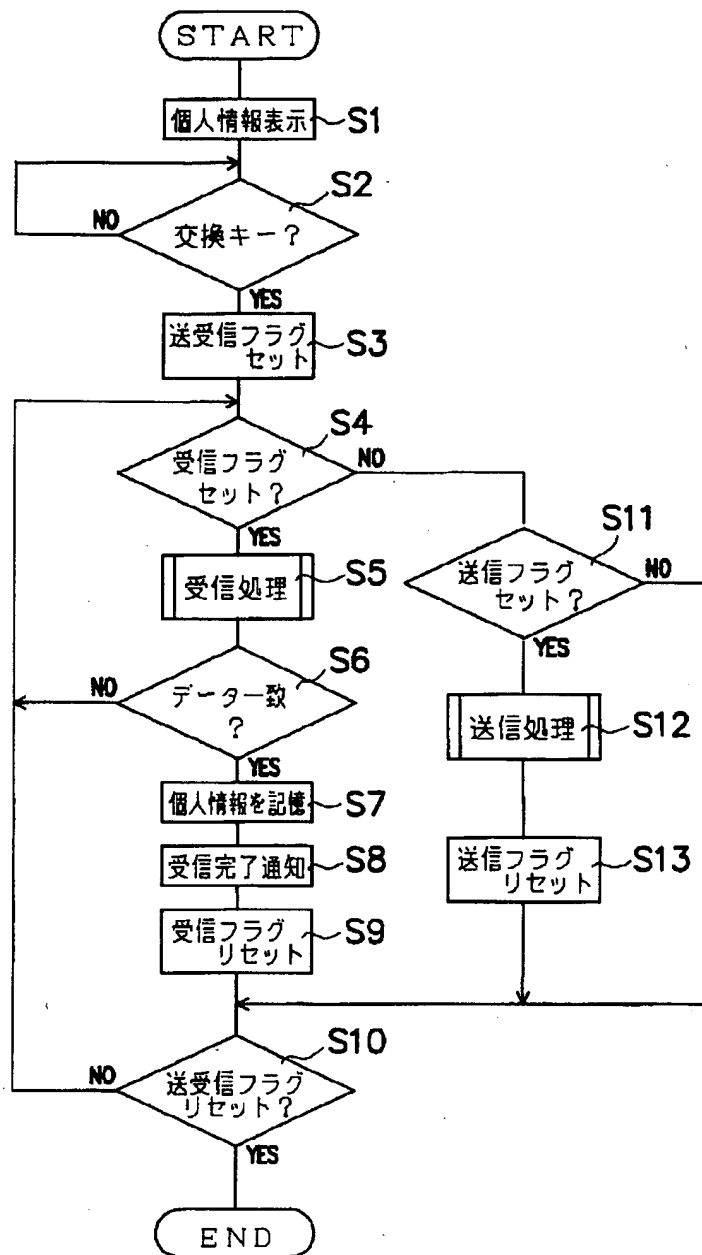 START
個人情報表示
S1
S2
交換キー?
NO
YES
送受信フラグ
セット
S3
S4
受信フラグ
セット?
NO
YES
受信処理
S5
S6
データ一致
?
NO
YES
個人情報を記憶
S7
受信完了通知
S8
受信フラグ
リセット
S9
S11
送信フラグ
セット?
NO
YES
送信処理
S12
送信フラグ
リセット
S13
S10
送受信フラグ
リセット?
NO
YES
END